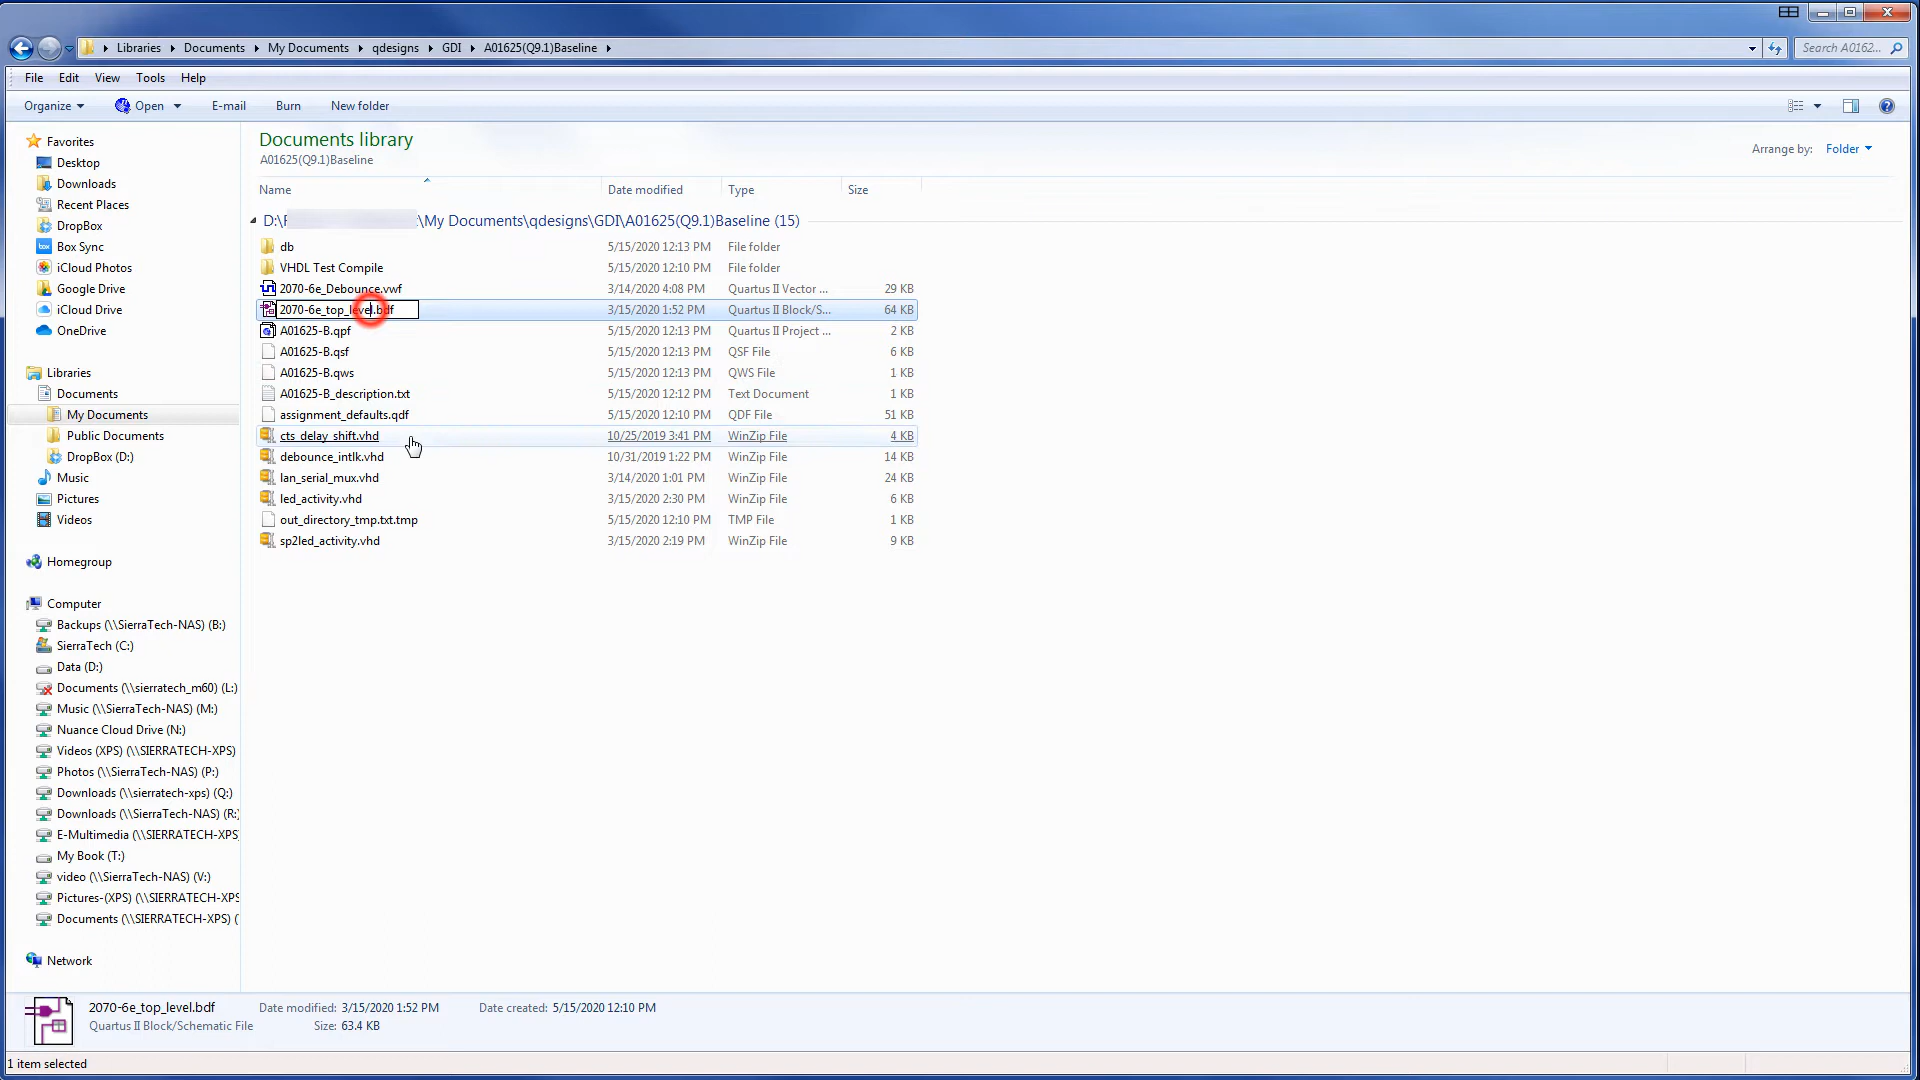 Libraries
Documents
My Documents
qdesigns
GDI
A01625(Q9.1)Baseline
Search A0162...
File Edit View Tools Help
Organize Open E-mail Burn New folder
Documents library
A01625(Q9.1)Baseline
Arrange by: Folder
Name Date modified Type Size
D:\ \My Documents\qdesigns\GDI\A01625(Q9.1)Baseline (15)
db 5/15/2020 12:13 PM File folder
VHDL Test Compile 5/15/2020 12:10 PM File folder
2070-6e_Debounce.vwf 3/14/2020 4:08 PM Quartus II Vector ... 29 KB
2070-6e_top_level.bdf 3/15/2020 1:52 PM Quartus II Block/S... 64 KB
A01625-B.qpf 5/15/2020 12:13 PM Quartus II Project ... 2 KB
A01625-B.qsf 5/15/2020 12:13 PM QSF File 6 KB
A01625-B.qws 5/15/2020 12:13 PM QWS File 1 KB
A01625-B_description.txt 5/15/2020 12:12 PM Text Document 1 KB
assignment_defaults.qdf 5/15/2020 12:10 PM QDF File 51 KB
cts_delay_shift.vhd 10/25/2019 3:41 PM WinZip File 4 KB
debounce_intlk.vhd 10/31/2019 1:22 PM WinZip File 14 KB
lan_serial_mux.vhd 3/14/2020 1:01 PM WinZip File 24 KB
led_activity.vhd 3/15/2020 2:30 PM WinZip File 6 KB
out_directory_tmp.txt.tmp 5/15/2020 12:10 PM TMP File 1 KB
sp2led_activity.vhd 3/15/2020 2:19 PM WinZip File 9 KB
Favorites
Desktop
Downloads
Recent Places
DropBox
Box Sync
iCloud Photos
Google Drive
iCloud Drive
OneDrive
Libraries
Documents
My Documents
Public Documents
DropBox (D:)
Music
Pictures
Videos
Homegroup
Computer
Backups (\\SierraTech-NAS) (B:)
SierraTech (C:)
Data (D:)
Documents (\\sierratech_m60) (L:)
Music (\\SierraTech-NAS) (M:)
Nuance Cloud Drive (N:)
Videos (XPS) (\\SIERRATECH-XPS)
Photos (\\SierraTech-NAS) (P:)
Downloads (\\sierratech-xps) (Q:)
Downloads (\\SierraTech-NAS) (R:
E-Multimedia (\\SIERRATECH-XPS
My Book (T:)
video (\\SierraTech-NAS) (V:)
Pictures-(XPS) (\\SIERRATECH-XPS
Documents (\\SIERRATECH-XPS) (
Network
2070-6e_top_level.bdf Date modified: 3/15/2020 1:52 PM Date created: 5/15/2020 12:10 PM
Quartus II Block/Schematic File Size: 63.4 KB
1 item selected